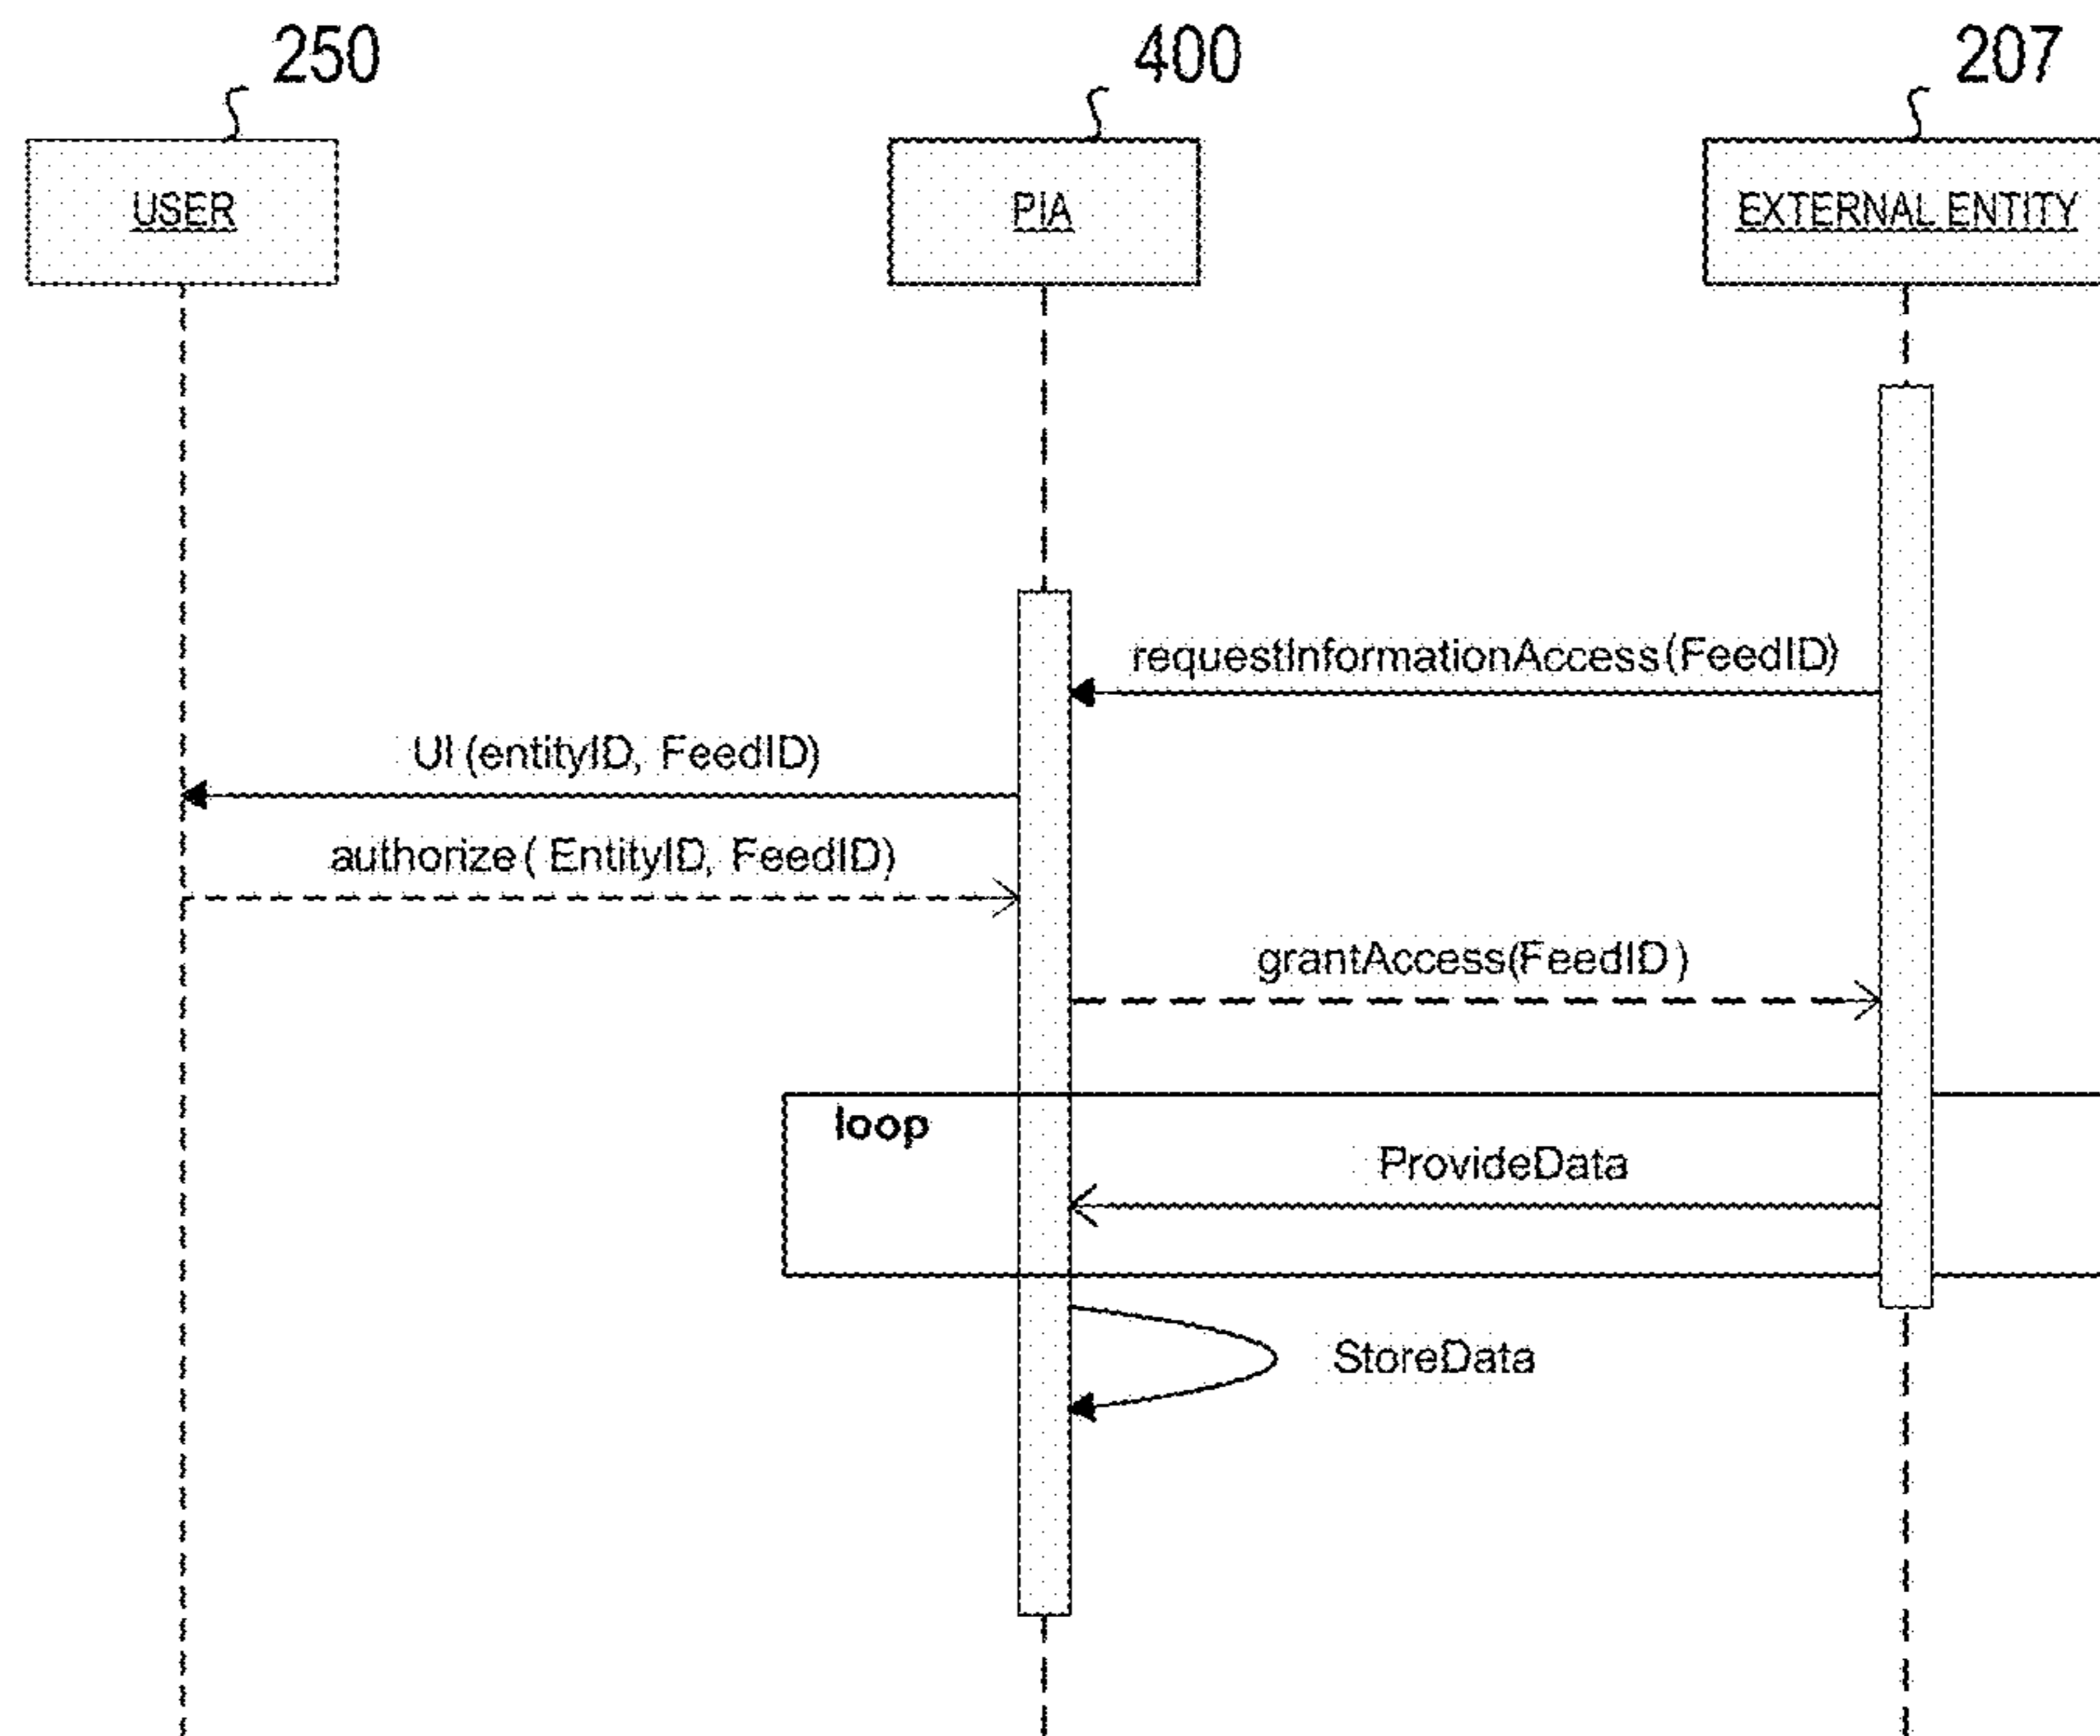 250
400
207
USER
PIA
EXTERNAL ENTITY
requestInformationAccess(FeedID)
UI (entityID, FeedID)
authorize( EntityID, FeedID)
grantAccess(FeedID )
loop
ProvideData
StoreData